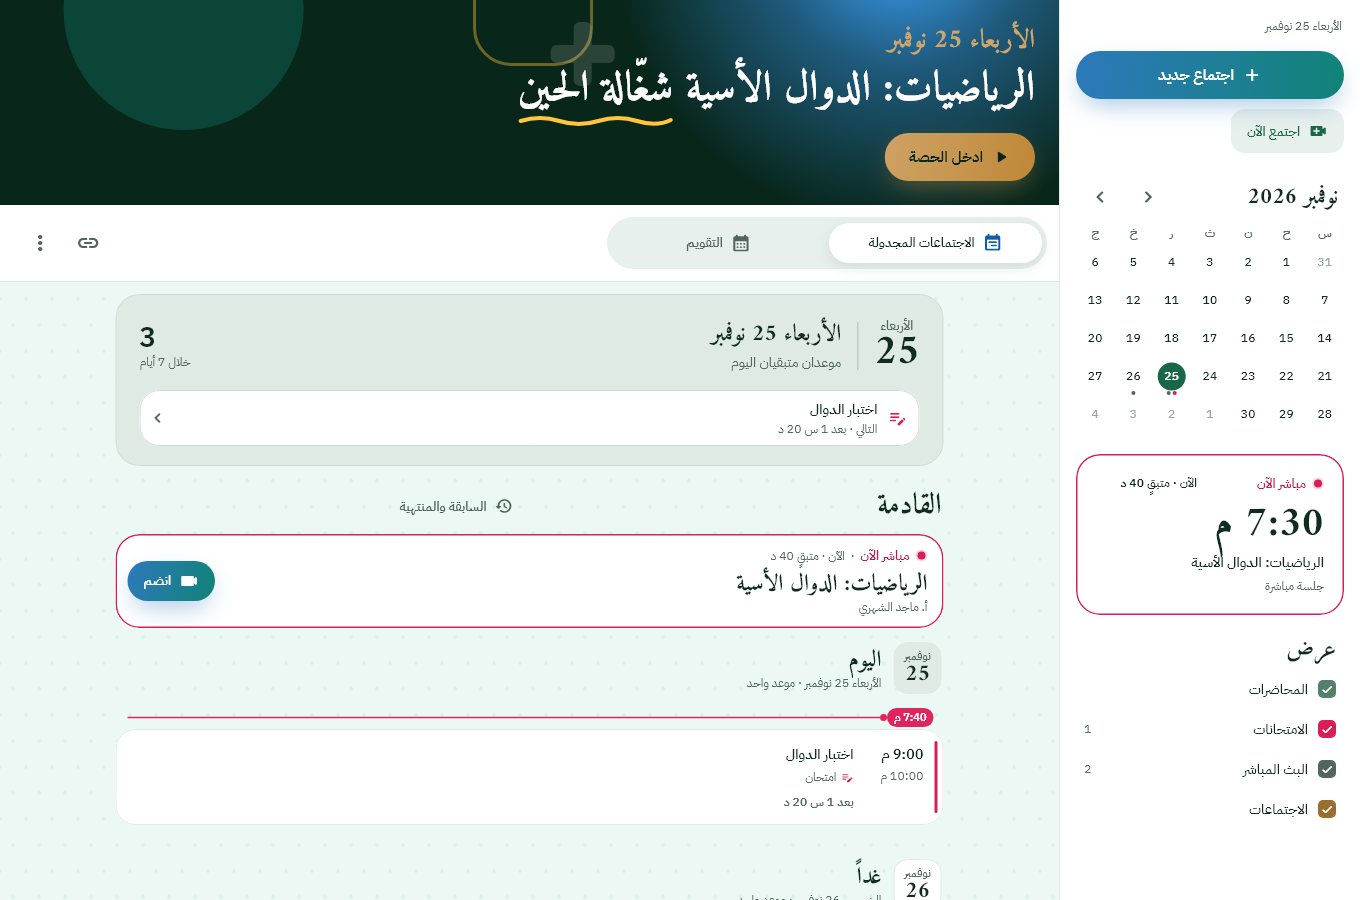 الأربعاء 25 نوفمبر
اجتماع جديد
اجتمع الآن
نوفمبر 2026
س ح ن ث ر خ ج
31 1 2 3 4 5 6
7 8 9 10 11 12 13
14 15 16 17 18 19 20
21 22 23 24 25 26 27
28 29 30 1 2 3 4
مباشر الآن
الآن · متبقٍ 40 د
7:30 م
الرياضيات: الدوال الأسية
جلسة مباشرة
عرض
المحاضرات
الامتحانات 1
البث المباشر 2
الاجتماعات
الأربعاء 25 نوفمبر
الرياضيات: الدوال الأسية شغّالة الحين
ادخل الحصة
الاجتماعات المجدولة
التقويم
الأربعاء
25
الأربعاء 25 نوفمبر
موعدان متبقيان اليوم
3
خلال 7 أيام
اختبار الدوال
التالي · بعد 1 س 20 د
القادمة
السابقة والمنتهية
مباشر الآن · الآن · متبقٍ 40 د
الرياضيات: الدوال الأسية
أ. ماجد الشهري
انضم
نوفمبر
25
اليوم
الأربعاء 25 نوفمبر · موعد واحد
7:40 م
9:00 م
10:00 م
اختبار الدوال
امتحان
بعد 1 س 20 د
نوفمبر
26
غداً